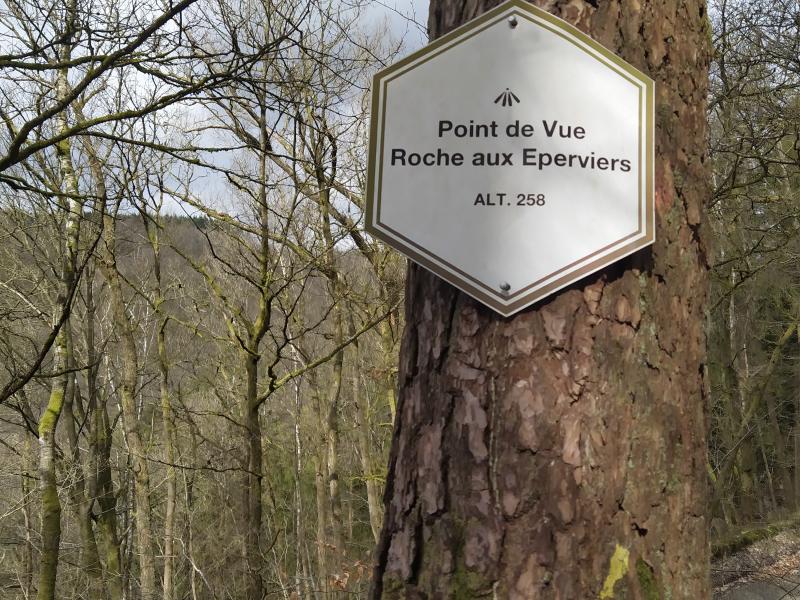 Point de Vue
Roche aux Eperviers
ALT. 258